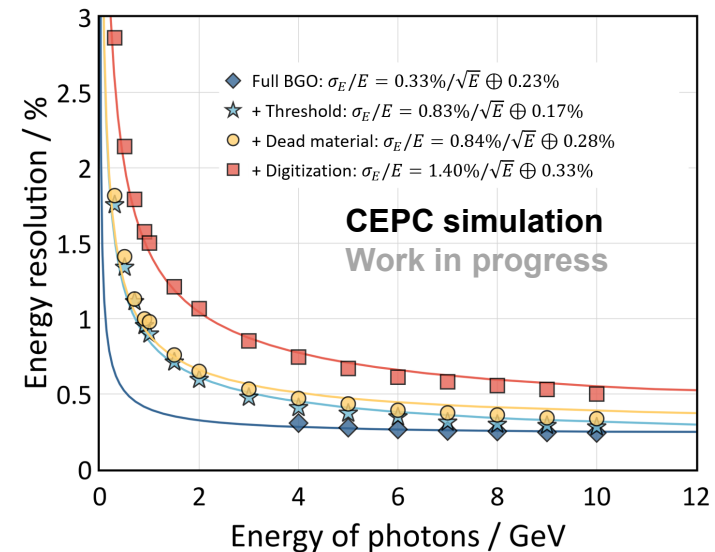 3
2.5
2
1.5
1
0.5
0
Energy resolution / %
Full BGO: σ_E/E = 0.33%/√E ⊕ 0.23%
+ Threshold: σ_E/E = 0.83%/√E ⊕ 0.17%
+ Dead material: σ_E/E = 0.84%/√E ⊕ 0.28%
+ Digitization: σ_E/E = 1.40%/√E ⊕ 0.33%
CEPC simulation
Work in progress
0 2 4 6 8 10 12
Energy of photons / GeV